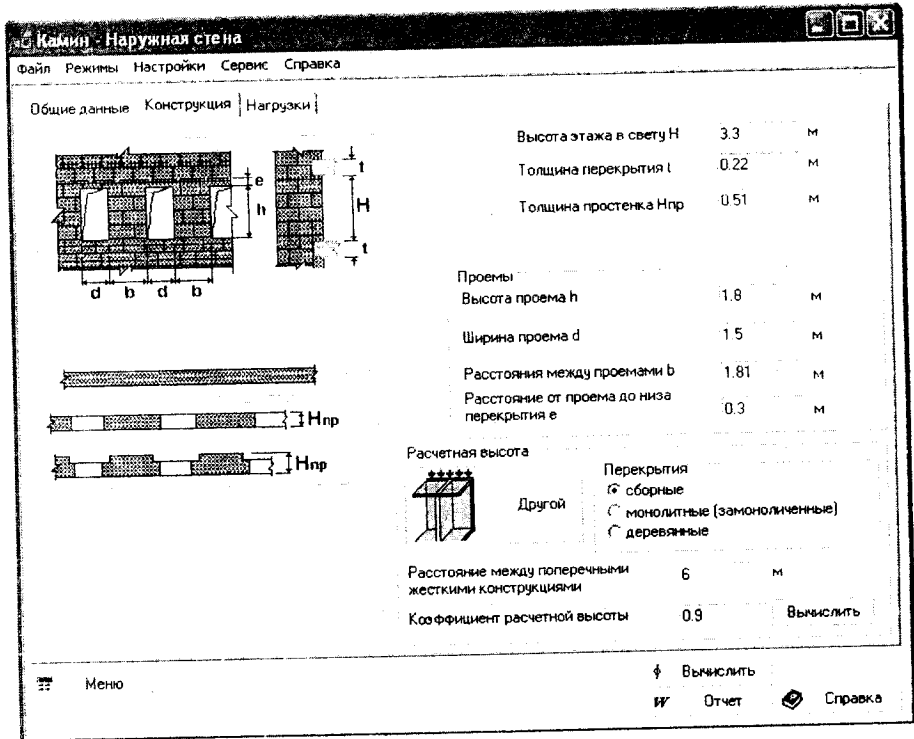 Камин - Наружная стена
Файл Режимы Настройки Сервис Справка
Общие данные Конструкция Нагрузки
e
h
d b d b
t
H
t
Hпр
Hпр
Высота этажа в свету H 3.3 м
Толщина перекрытия t 0.22 м
Толщина простенка Hпр 0.51 м
Проемы
Высота проема h 1.8 м
Ширина проема d 1.5 м
Расстояния между проемами b 1.81 м
Расстояние от проема до низа
перекрытия e 0.3 м
Расчетная высота
Другой
Перекрытия
сборные
монолитные (замоноличенные)
деревянные
Расстояние между поперечными
жесткими конструкциями 6 м
Коэффициент расчетной высоты 0.9 Вычислить
Меню
Вычислить
W Отчет
Справка